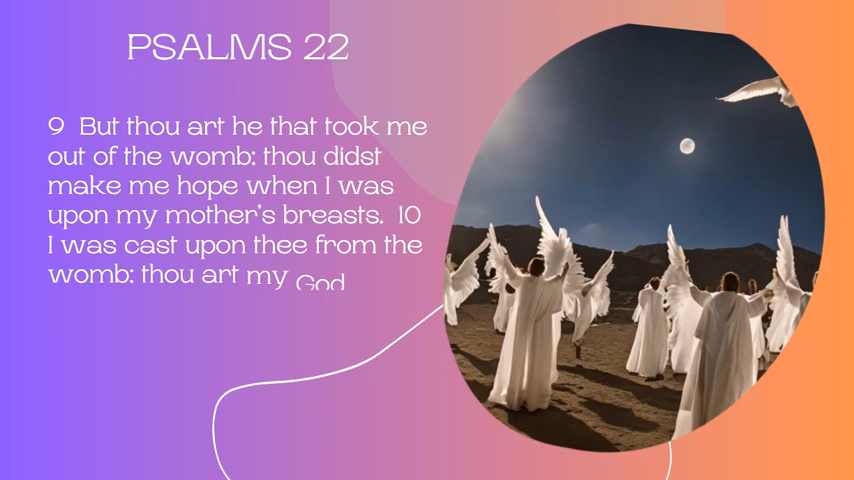 PSALMS 22
9 But thou art he that took me
out of the womb: thou didst
make me hope when I was
upon my mother's breasts. 10
I was cast upon thee from the
womb: thou art my God